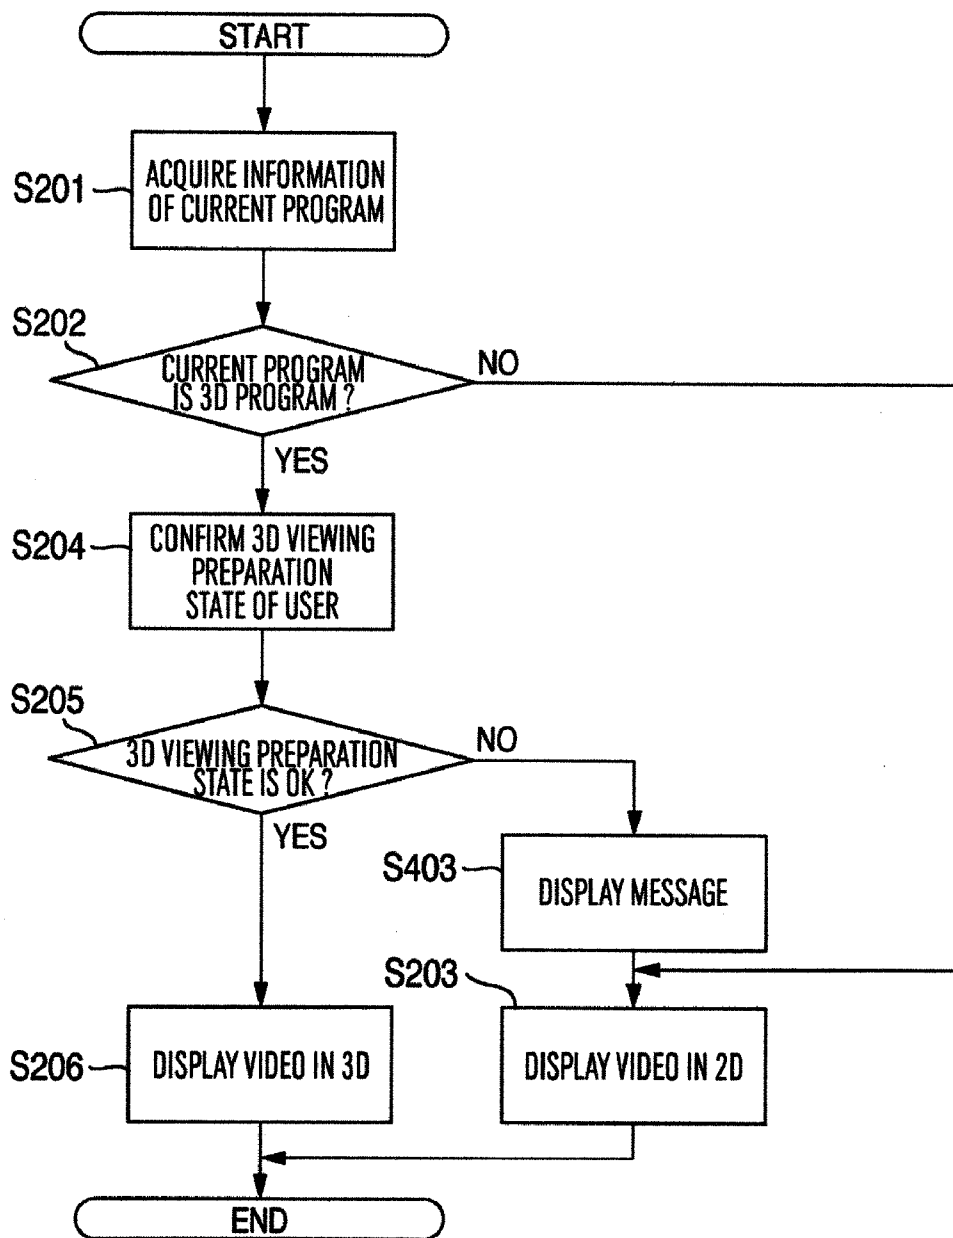 START
S201
ACQUIRE INFORMATION
OF CURRENT PROGRAM
S202
CURRENT PROGRAM
IS 3D PROGRAM ?
NO
YES
S204
CONFIRM 3D VIEWING
PREPARATION
STATE OF USER
S205
3D VIEWING PREPARATION
STATE IS OK ?
NO
YES
S403
DISPLAY MESSAGE
S203
S206
DISPLAY VIDEO IN 3D
DISPLAY VIDEO IN 2D
END